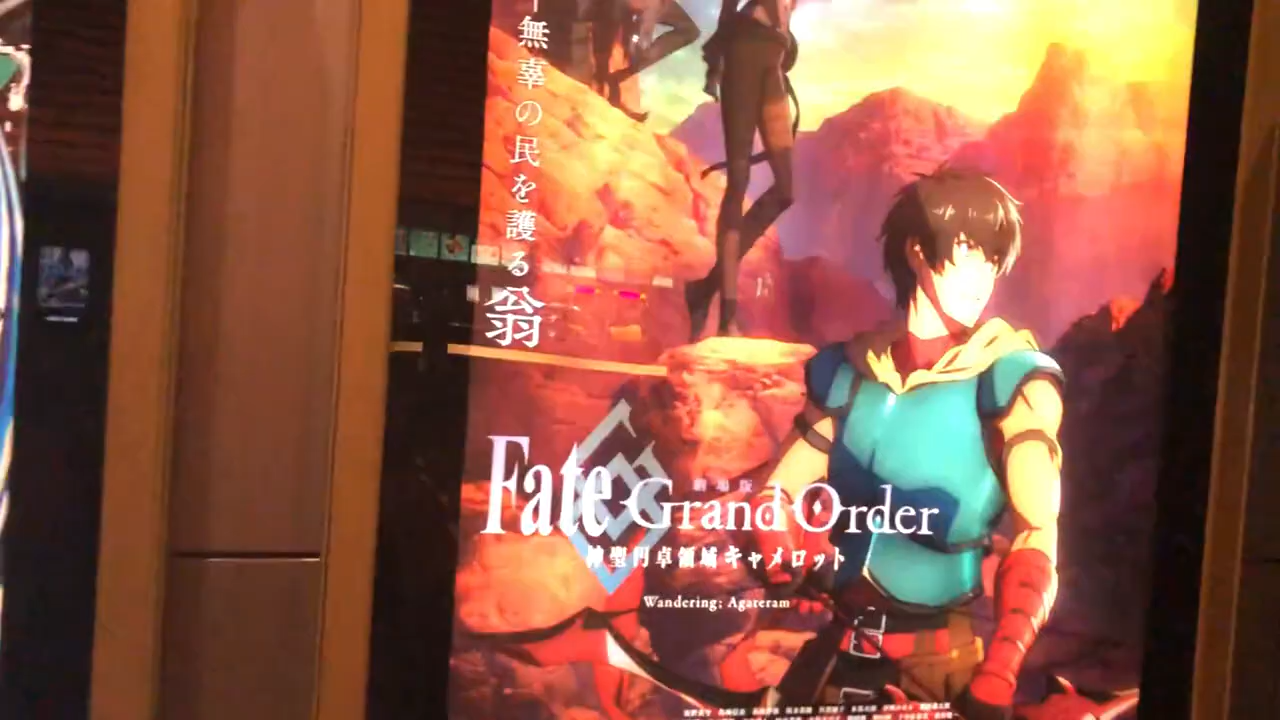 無辜の民を護る翁
Fate
劇場版
Grand Order
神聖円卓領域キャメロット
Wandering; Agateram